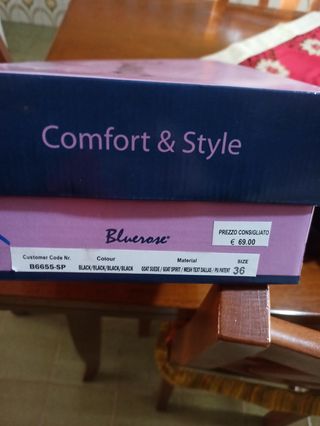 Comfort & Style
Bluerose®
PREZZO CONSIGLIATO
€ 69.00
Customer Code Nr. Colour Material SIZE
B6655-SP BLACK/BLACK/BLACK/BLACK GOAT SUEDE / GOAT SPIRIT / MESH TEXT DALLAS / PU PATENT 36